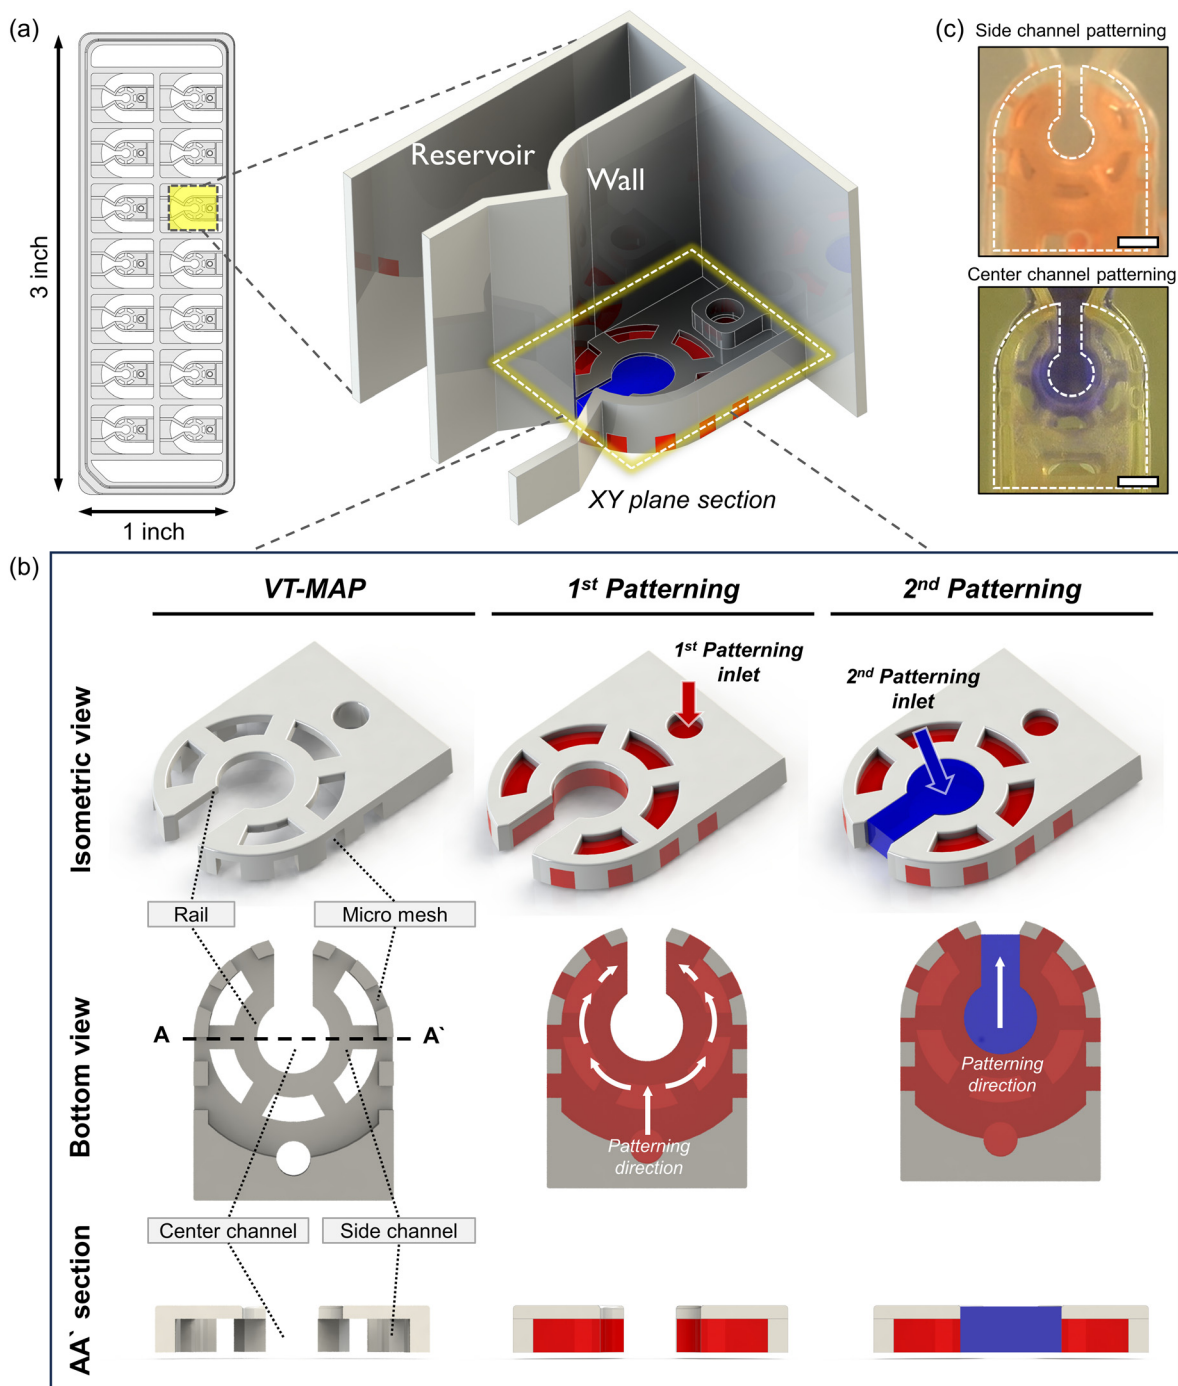 (a)
3 inch
1 inch
Reservoir
Wall
XY plane section
(c)
Side channel patterning
Center channel patterning
(b)
VT-MAP
1st Patterning
2nd Patterning
Isometric view
1st Patterning
inlet
2nd Patterning
inlet
Rail
Micro mesh
Bottom view
A
A`
Patterning
direction
Patterning
direction
Center channel
Side channel
AA` section